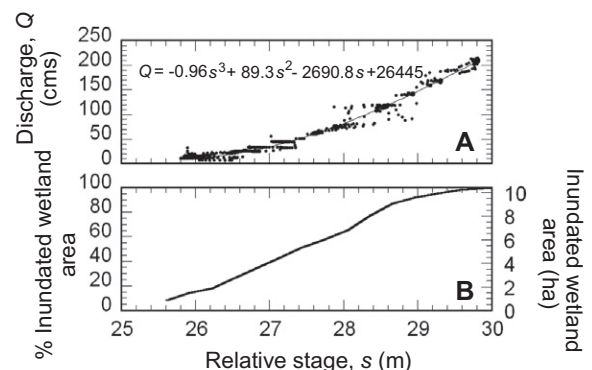 Discharge, Q
(cms)
250
200
150
100
50
0
Q = -0.96s³+ 89.3s²- 2690.8s+26445
A
% Inundated wetland
area
100
80
60
40
20
0
B
10
8
6
4
2
0
Inundated wetland
area (ha)
25 26 27 28 29 30
Relative stage, s (m)